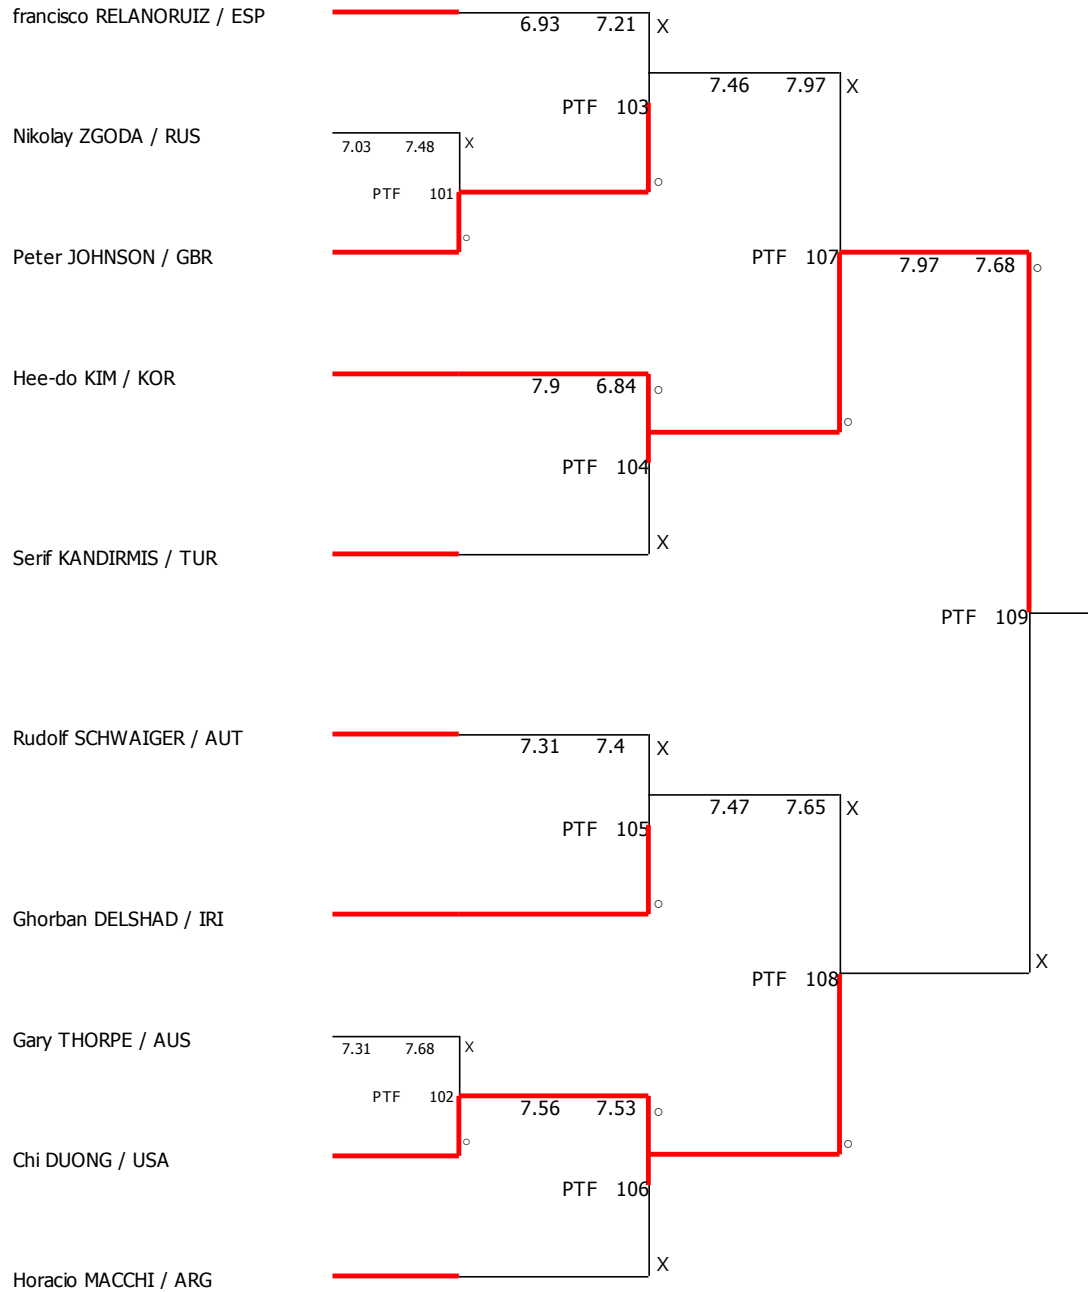 francisco RELANORUIZ / ESP
6.93 7.21 X
7.46 7.97 X
PTF 103
Nikolay ZGODA / RUS
7.03 7.48 X
PTF 101
○
○
Peter JOHNSON / GBR
PTF 107
7.97 7.68 ○
Hee-do KIM / KOR
7.9 6.84 ○
○
PTF 104
X
Serif KANDIRMIS / TUR
PTF 109
Rudolf SCHWAIGER / AUT
7.31 7.4 X
7.47 7.65 X
PTF 105
○
Ghorban DELSHAD / IRI
X
PTF 108
Gary THORPE / AUS
7.31 7.68 X
PTF 102
7.56 7.53 ○
○
○
Chi DUONG / USA
PTF 106
X
Horacio MACCHI / ARG